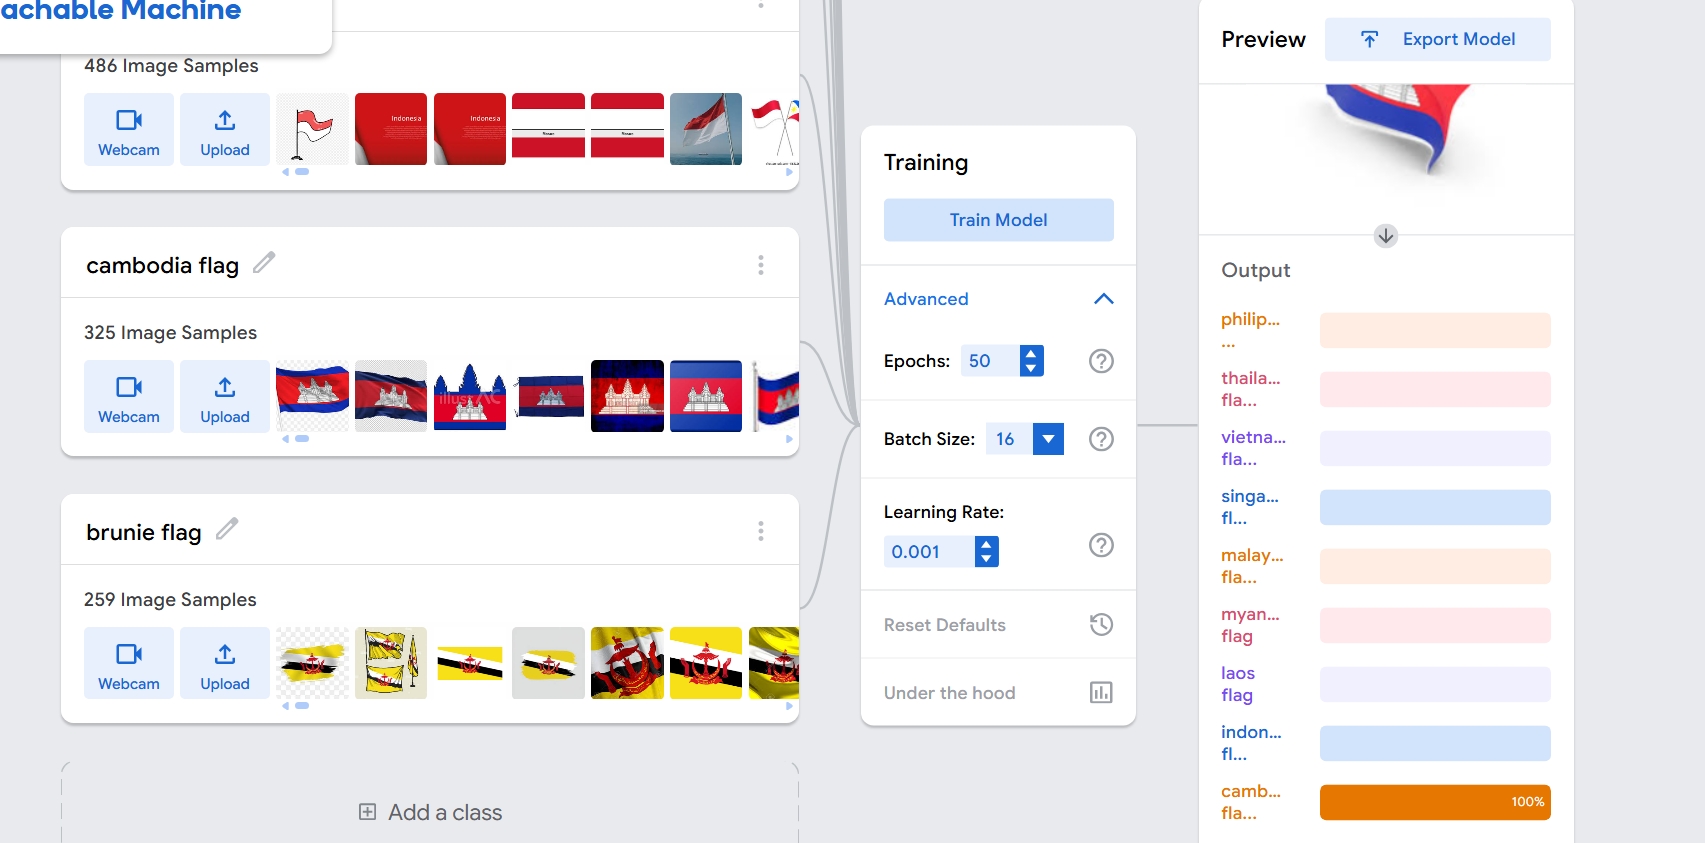 achable Machine
486 Image Samples
Webcam
Upload
Indonesia
Indonesia
cambodia flag
325 Image Samples
Webcam
Upload
illust AC
brunie flag
259 Image Samples
Webcam
Upload
Add a class
Training
Train Model
Advanced
Epochs: 50
Batch Size: 16
Learning Rate:
0.001
Reset Defaults
Under the hood
Preview
Export Model
Output
philip...
...
thaila...
fla...
vietna...
fla...
singa...
fl...
malay...
fla...
myan...
flag
laos
flag
indon...
fl...
camb...
fla...
100%